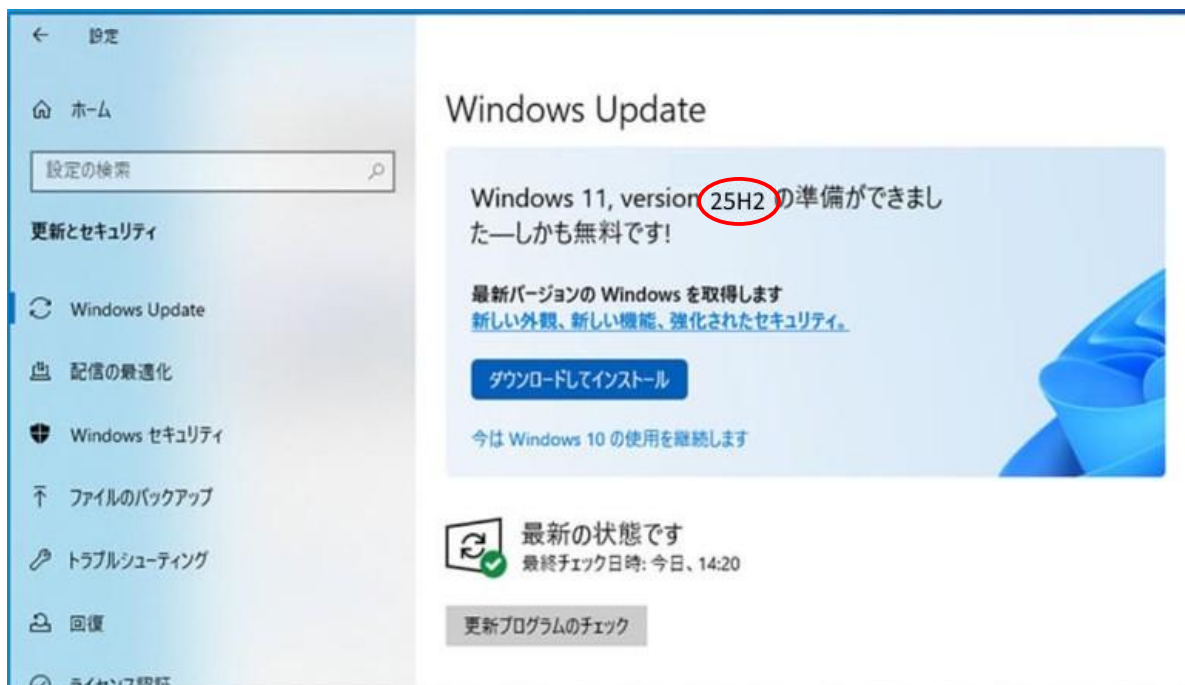 設定
ホーム
設定の検索
更新とセキュリティ
Windows Update
配信の最適化
Windows セキュリティ
ファイルのバックアップ
トラブルシューティング
回復
ライセンス認証
Windows Update
Windows 11, version 25H2 の準備ができまし
た—しかも無料です!
最新バージョンの Windows を取得します
新しい外観、新しい機能、強化されたセキュリティ。
ダウンロードしてインストール
今は Windows 10 の使用を継続します
最新の状態です
最終チェック日時: 今日、14:20
更新プログラムのチェック